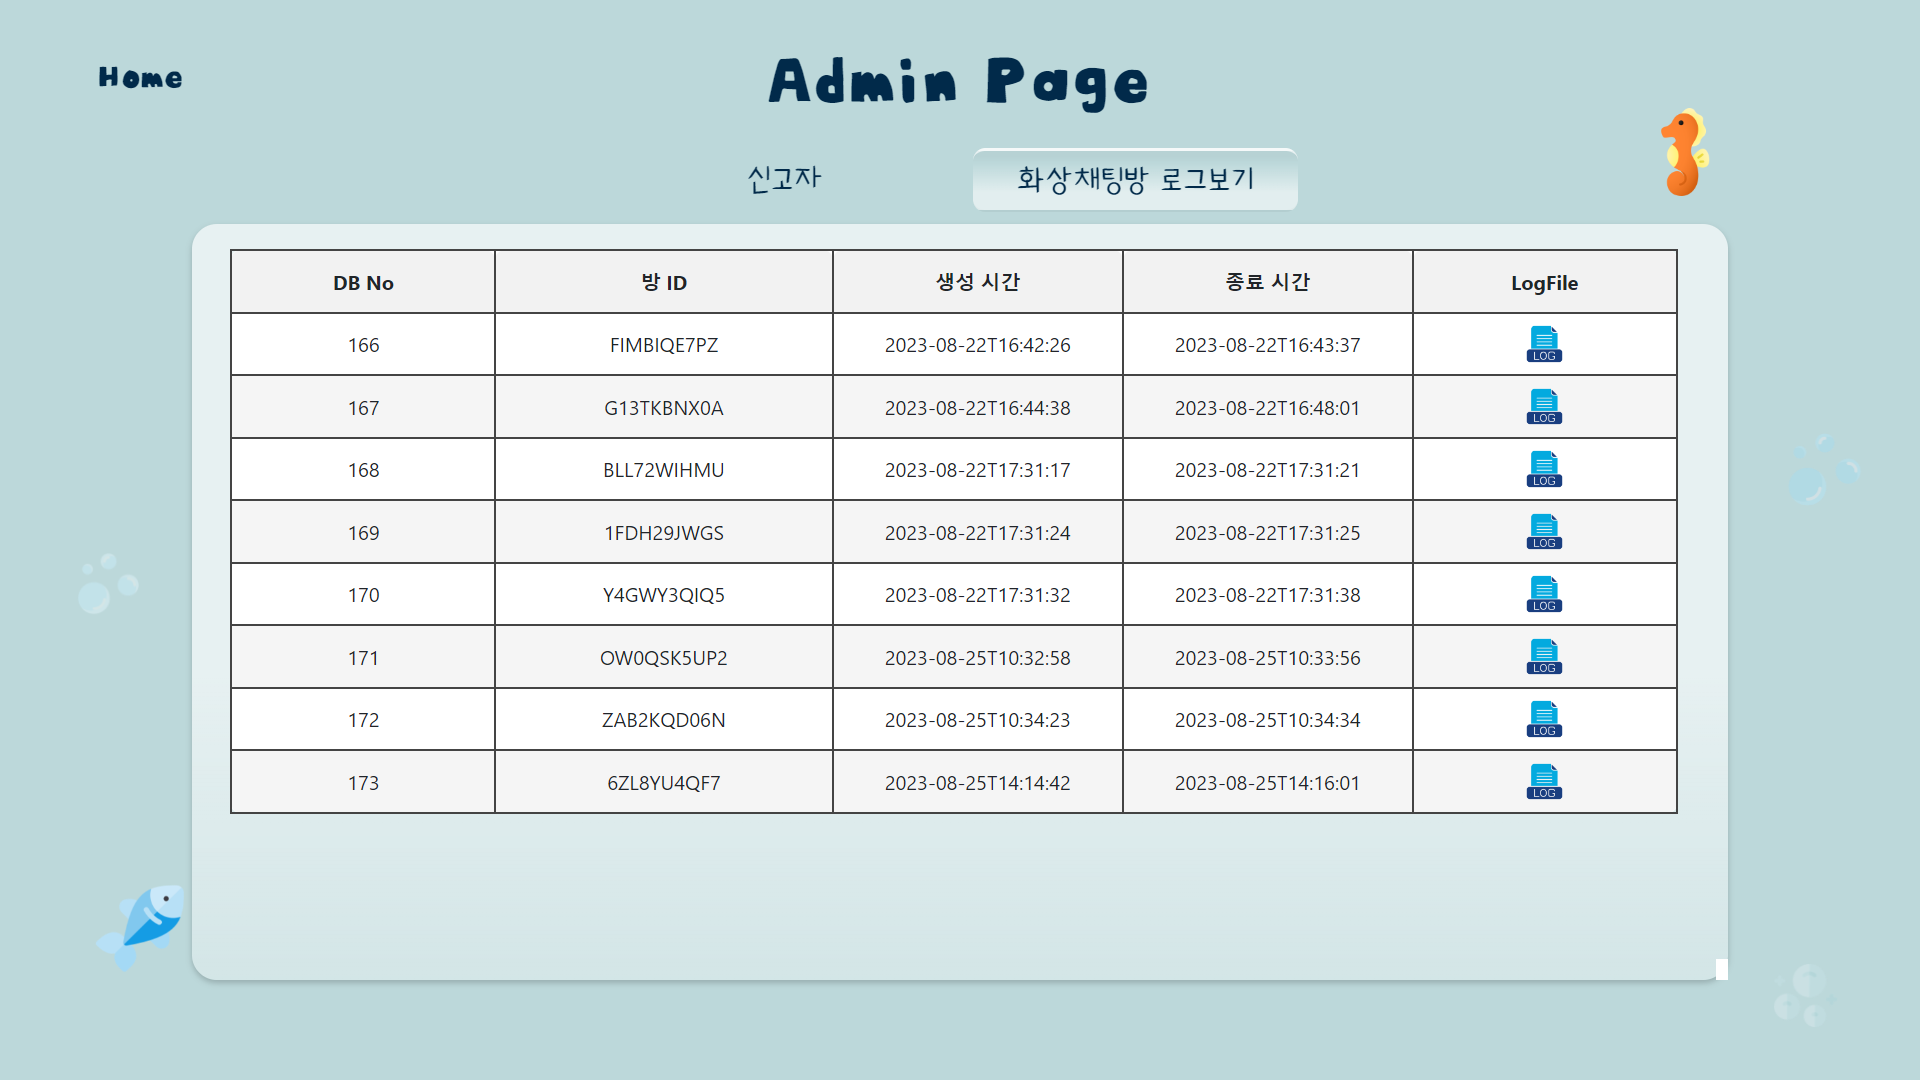 Home
Admin Page
신고자 화상채팅방 로그보기
DB No 방 ID 생성 시간 종료 시간 LogFile
166 FIMBIQE7PZ 2023-08-22T16:42:26 2023-08-22T16:43:37 LOG
167 G13TKBNX0A 2023-08-22T16:44:38 2023-08-22T16:48:01 LOG
168 BLL72WIHMU 2023-08-22T17:31:17 2023-08-22T17:31:21 LOG
169 1FDH29JWGS 2023-08-22T17:31:24 2023-08-22T17:31:25 LOG
170 Y4GWY3QIQ5 2023-08-22T17:31:32 2023-08-22T17:31:38 LOG
171 OW0QSK5UP2 2023-08-25T10:32:58 2023-08-25T10:33:56 LOG
172 ZAB2KQD06N 2023-08-25T10:34:23 2023-08-25T10:34:34 LOG
173 6ZL8YU4QF7 2023-08-25T14:14:42 2023-08-25T14:16:01 LOG